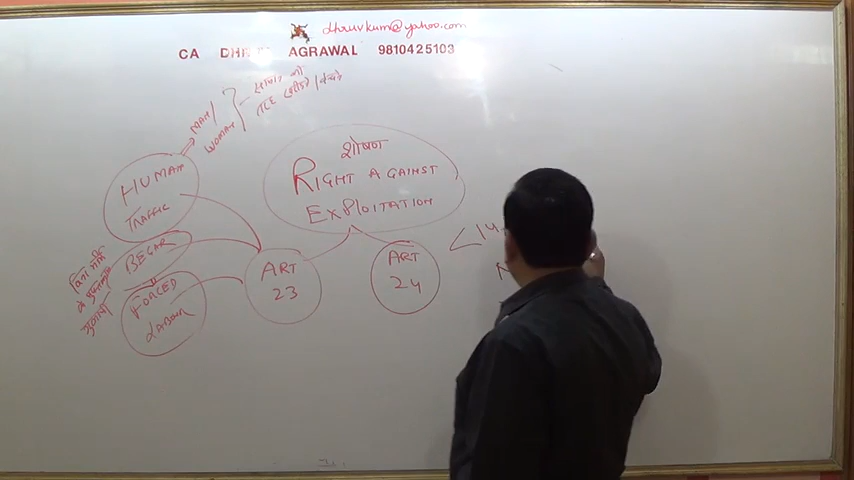 dhruvkum@yahoo.com
CA DHR AGRAWAL 9810425103
MAN/
WOMAN
शोषण
RIGHT AGAINST
EXPLOITATION
HUMAN
TRAFFIC
BEGAR
FORCED
LABOUR
ART
23
ART
24
<14